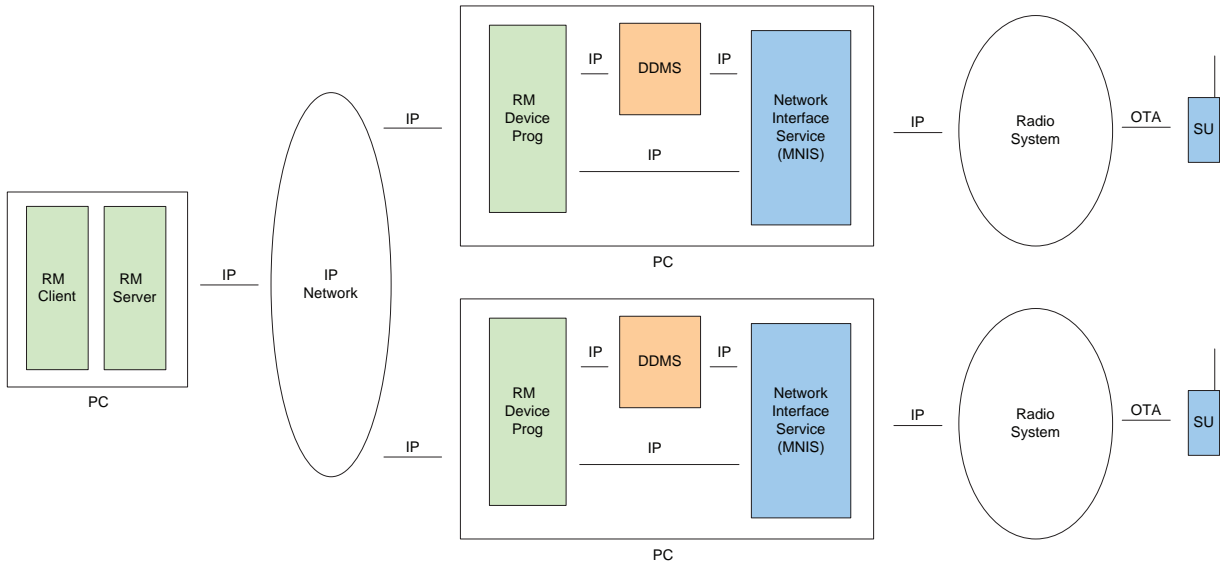 RM
Client
RM
Server
PC
IP
IP
Network
IP
RM
Device
Prog
IP
DDMS
IP
IP
Network
Interface
Service
(MNIS)
PC
IP
Radio
System
OTA
SU
IP
RM
Device
Prog
IP
DDMS
IP
IP
Network
Interface
Service
(MNIS)
PC
IP
Radio
System
OTA
SU